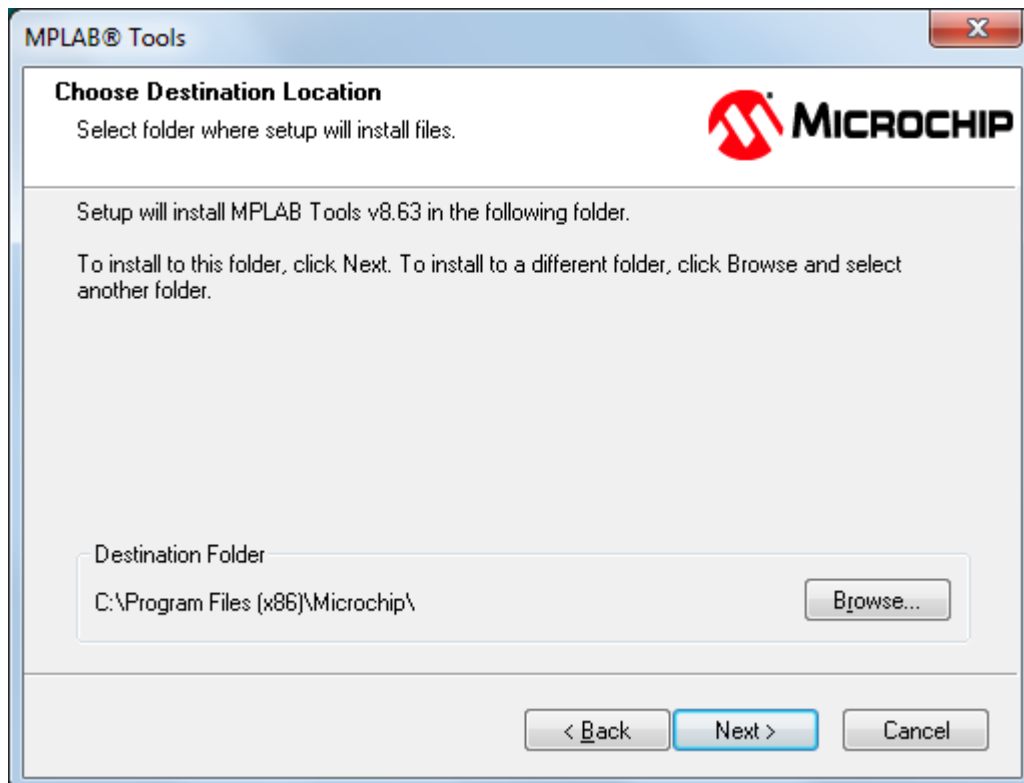 MPLAB® Tools
Choose Destination Location
Select folder where setup will install files.
MICROCHIP
Setup will install MPLAB Tools v8.63 in the following folder.
To install to this folder, click Next. To install to a different folder, click Browse and select
another folder.
Destination Folder
C:\Program Files (x86)\Microchip\
Browse...
< Back
Next >
Cancel